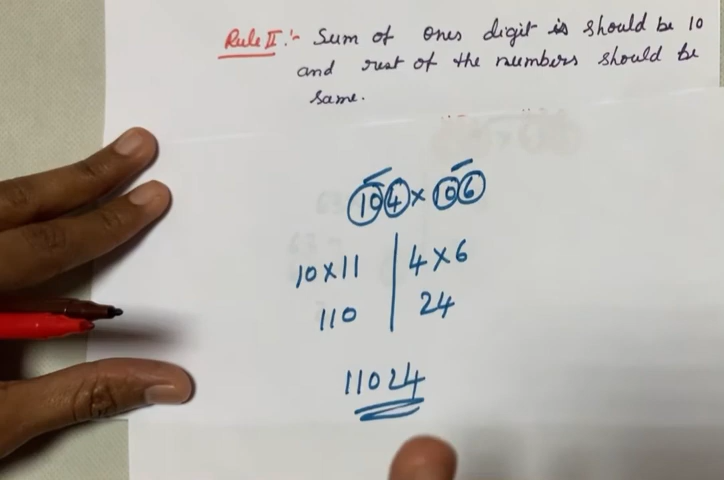 Rule II :- Sum of ones digit is should be 10
and rest of the numbers should be
same.
104 × 106
10 × 11 | 4 × 6
110 | 24
11024